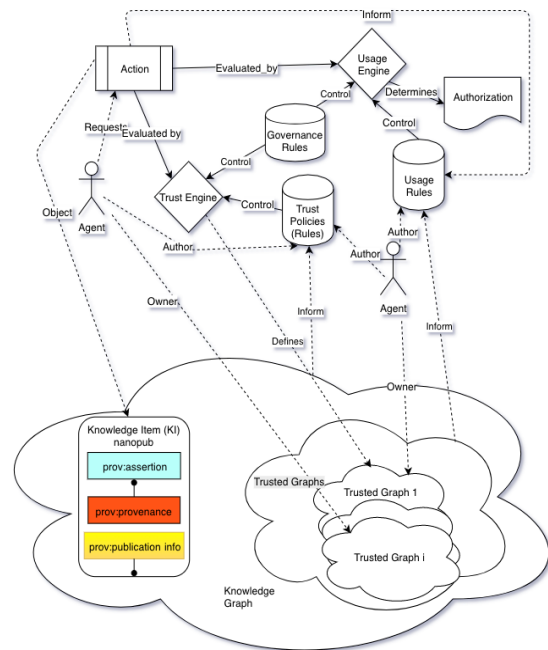 Inform
Action
Evaluated_by
Usage
Engine
Determines
Authorization
Control
Requests
Evaluated by
Governance
Rules
Control
Control
Usage
Rules
Trust Engine
Control
Trust
Policies
(Rules)
Agent
Object
Author
Author
Author
Agent
Owner
Inform
Inform
Defines
Owner
Knowledge Item (KI)
nanopub
prov:assertion
prov:provenance
prov:publication info
Trusted Graphs
Trusted Graph 1
Trusted Graph i
Knowledge
Graph